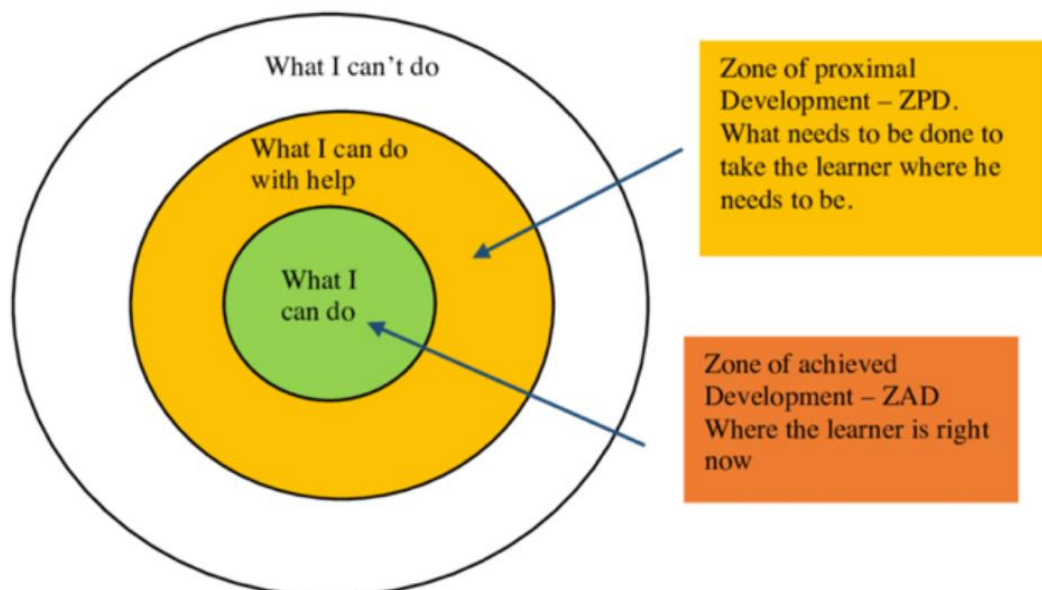 What I can't do
What I can do
with help
What I
can do
Zone of proximal
Development – ZPD.
What needs to be done to
take the learner where he
needs to be.
Zone of achieved
Development – ZAD
Where the learner is right
now